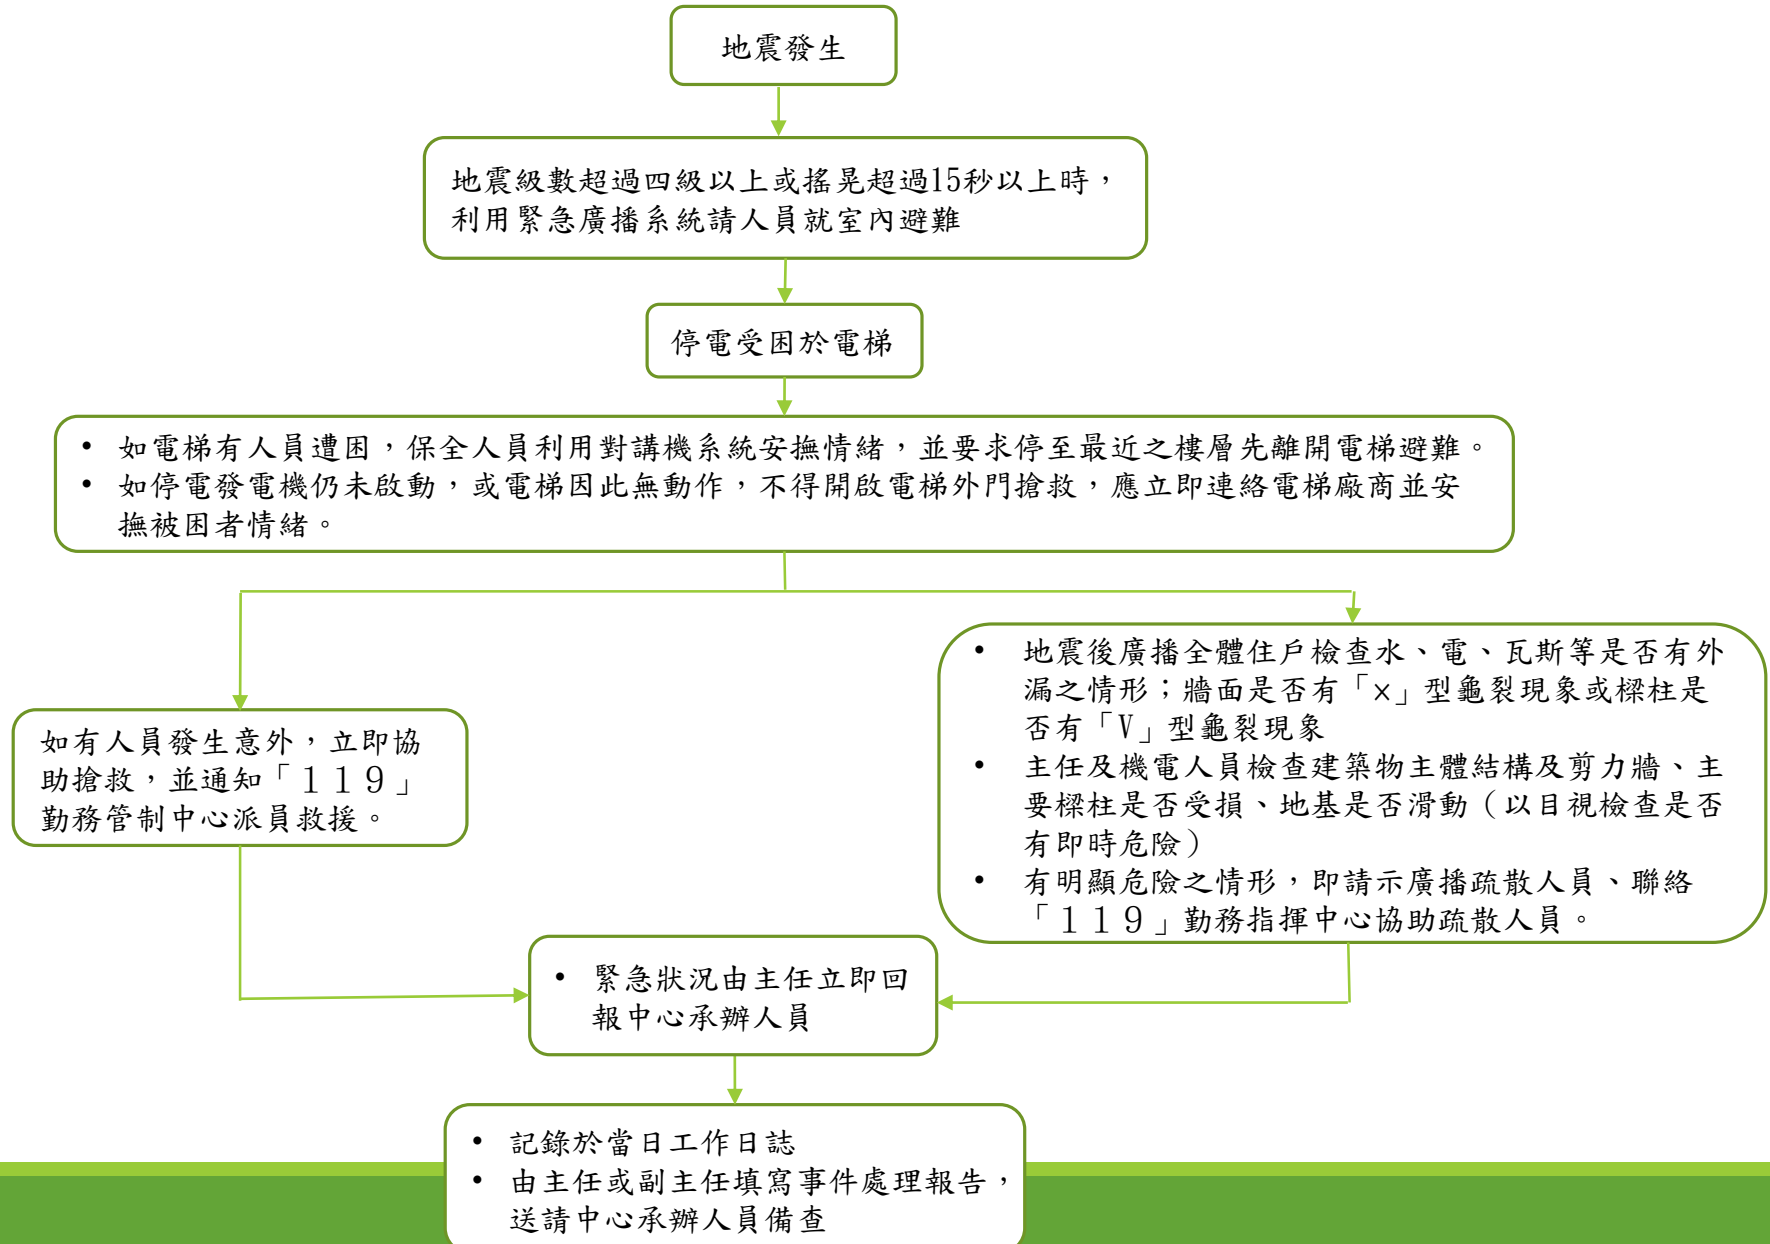 地震發生
地震級數超過四級以上或搖晃超過15秒以上時，
利用緊急廣播系統請人員就室內避難
停電受困於電梯
• 如電梯有人員遭困，保全人員利用對講機系統安撫情緒，並要求停至最近之樓層先離開電梯避難。
• 如停電發電機仍未啟動，或電梯因此無動作，不得開啟電梯外門搶救，應立即連絡電梯廠商並安
撫被困者情緒。
如有人員發生意外，立即協
助搶救，並通知「１１９」
勤務管制中心派員救援。
• 地震後廣播全體住戶檢查水、電、瓦斯等是否有外
漏之情形；牆面是否有「×」型龜裂現象或樑柱是
否有「V」型龜裂現象
• 主任及機電人員檢查建築物主體結構及剪力牆、主
要樑柱是否受損、地基是否滑動（以目視檢查是否
有即時危險）
• 有明顯危險之情形，即請示廣播疏散人員、聯絡
「１１９」勤務指揮中心協助疏散人員。
• 緊急狀況由主任立即回
報中心承辦人員
• 記錄於當日工作日誌
• 由主任或副主任填寫事件處理報告，
送請中心承辦人員備查